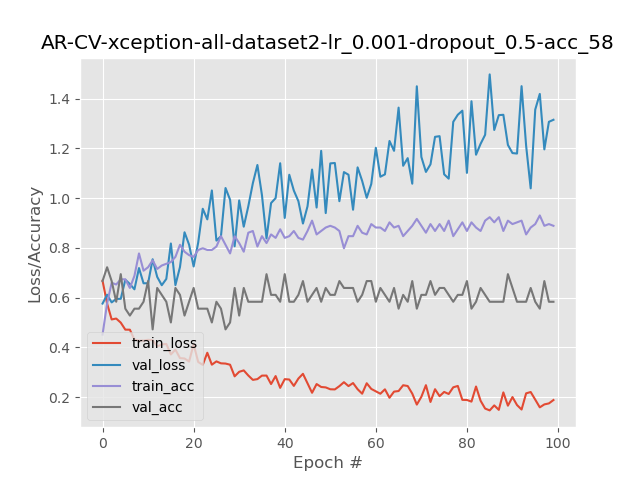 AR-CV-xception-all-dataset2-lr_0.001-dropout_0.5-acc_58
Loss/Accuracy
1.4
1.2
1.0
0.8
0.6
0.4
0.2
train_loss
val_loss
train_acc
val_acc
0 20 40 60 80 100
Epoch #